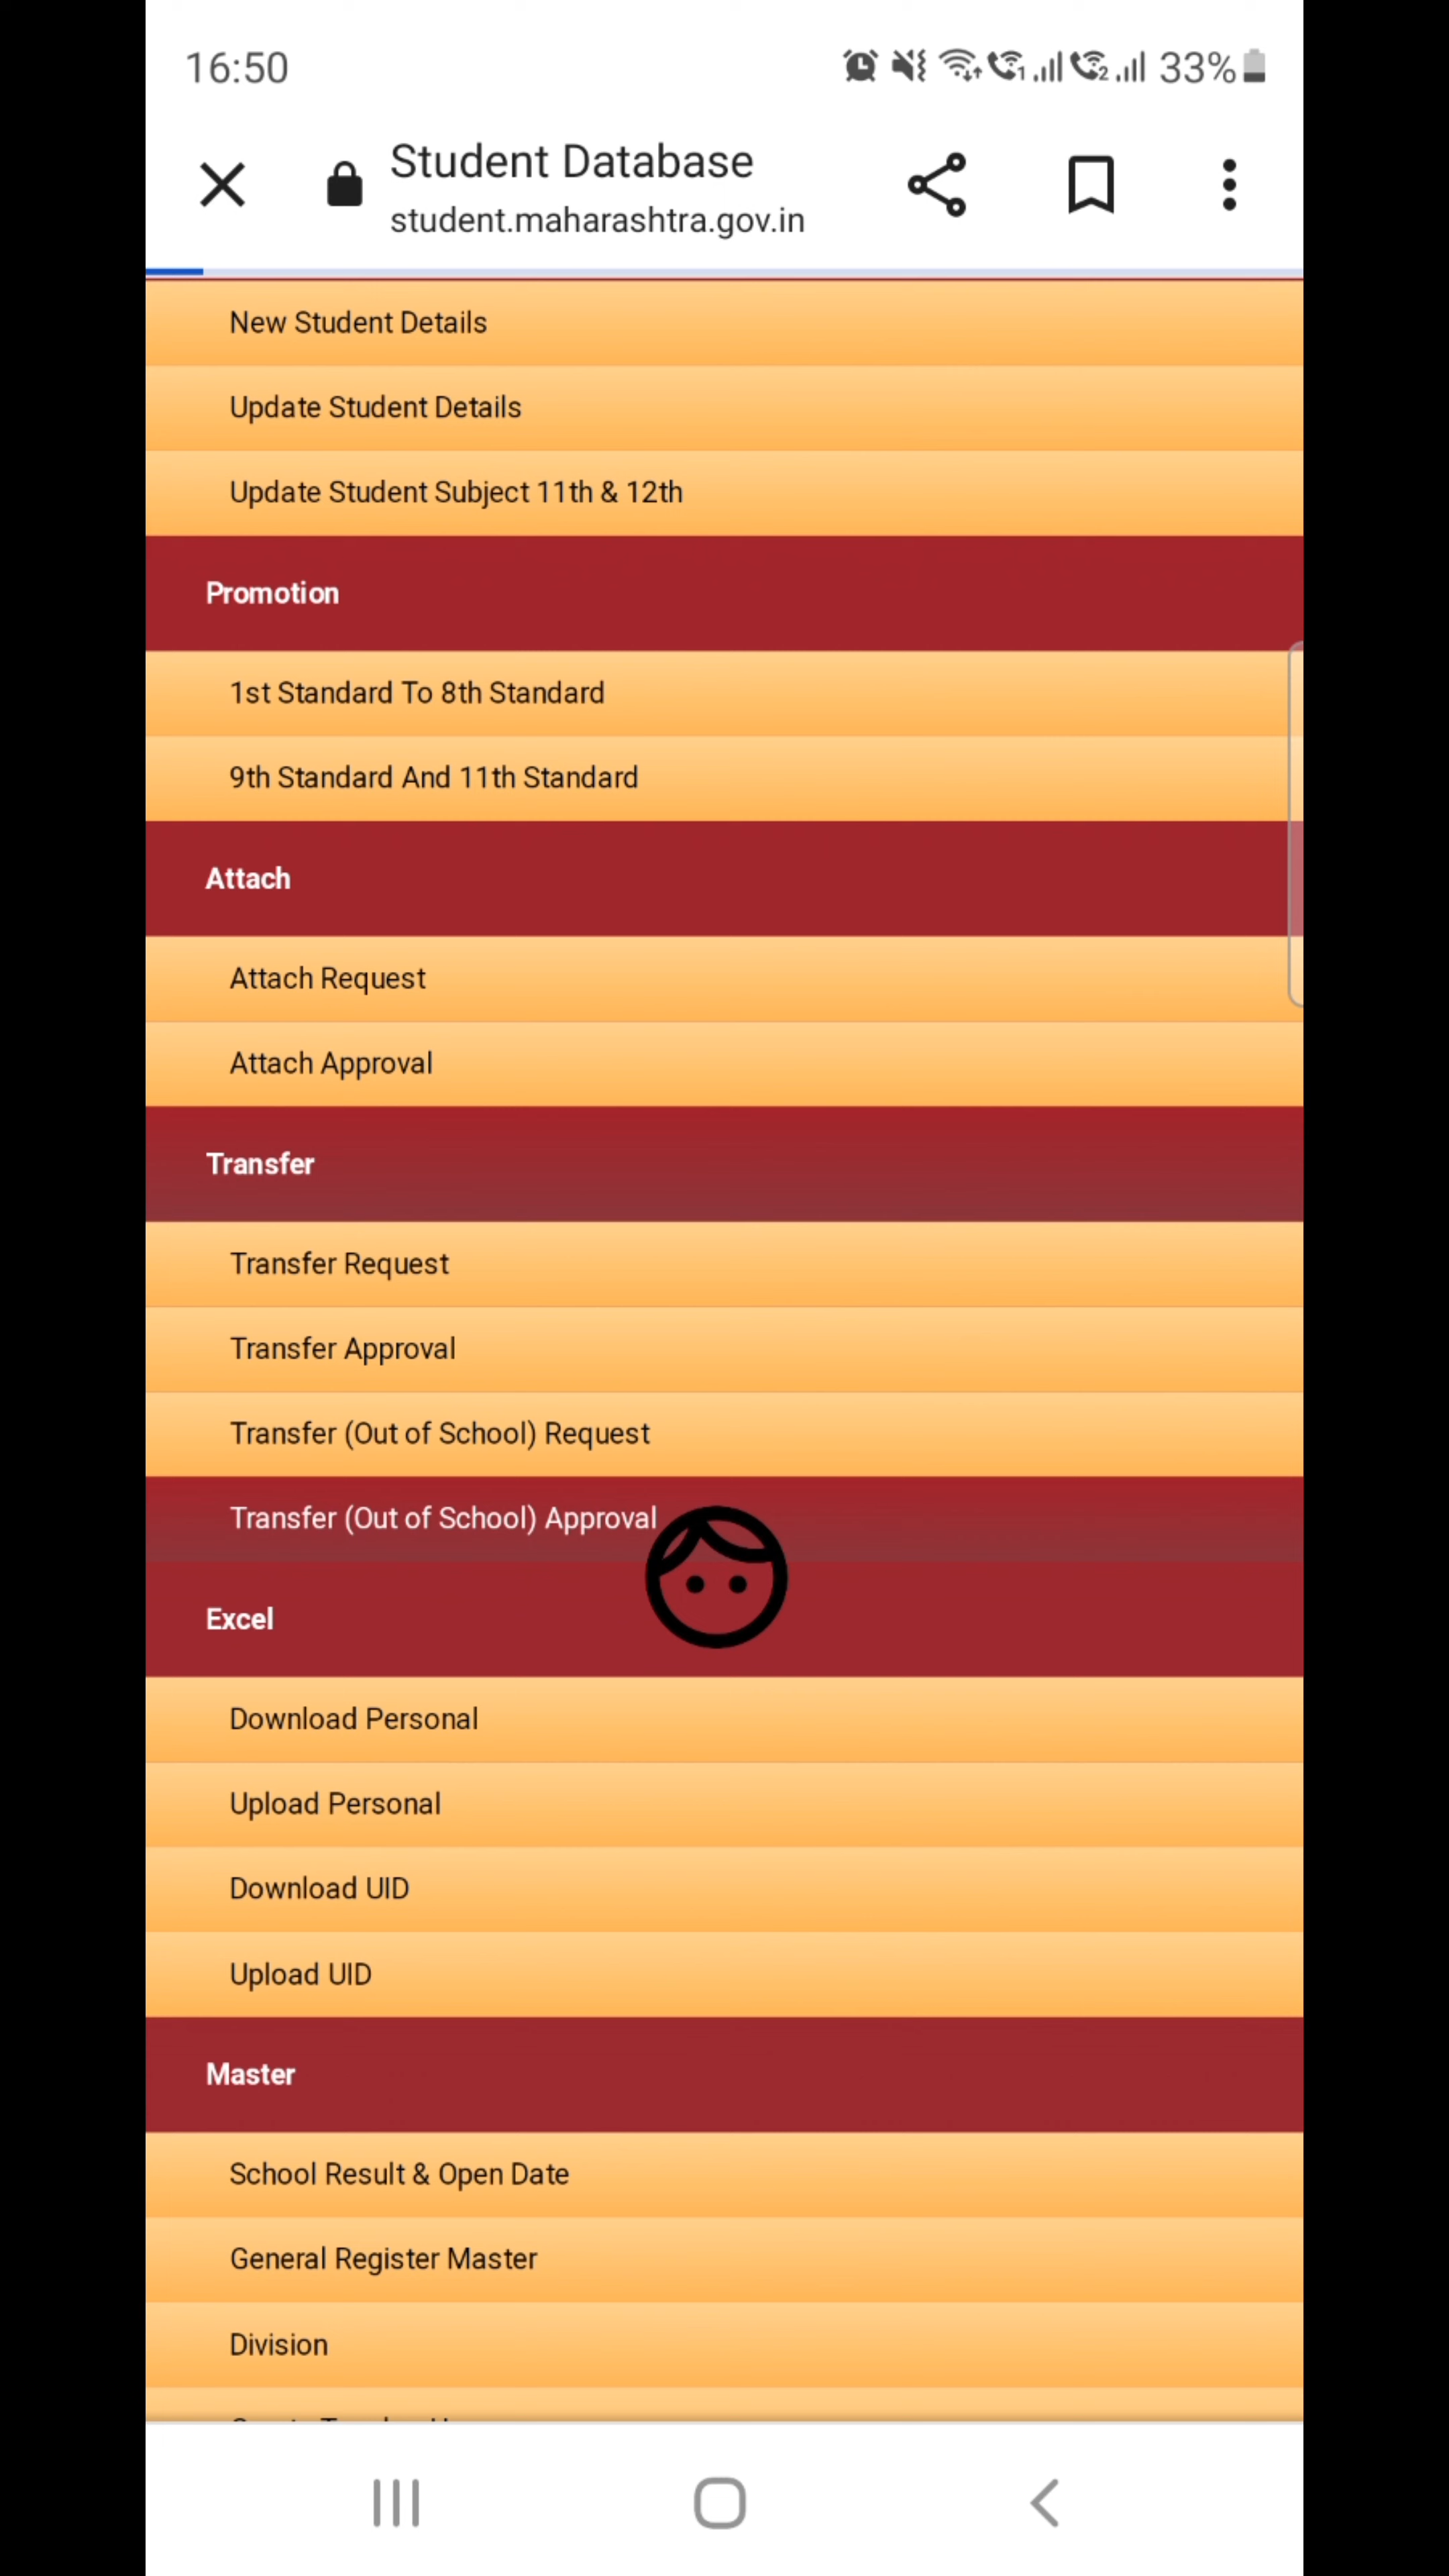 16:50
1 2 33%
Student Database
student.maharashtra.gov.in
New Student Details
Update Student Details
Update Student Subject 11th & 12th
Promotion
1st Standard To 8th Standard
9th Standard And 11th Standard
Attach
Attach Request
Attach Approval
Transfer
Transfer Request
Transfer Approval
Transfer (Out of School) Request
Transfer (Out of School) Approval
Excel
Download Personal
Upload Personal
Download UID
Upload UID
Master
School Result & Open Date
General Register Master
Division